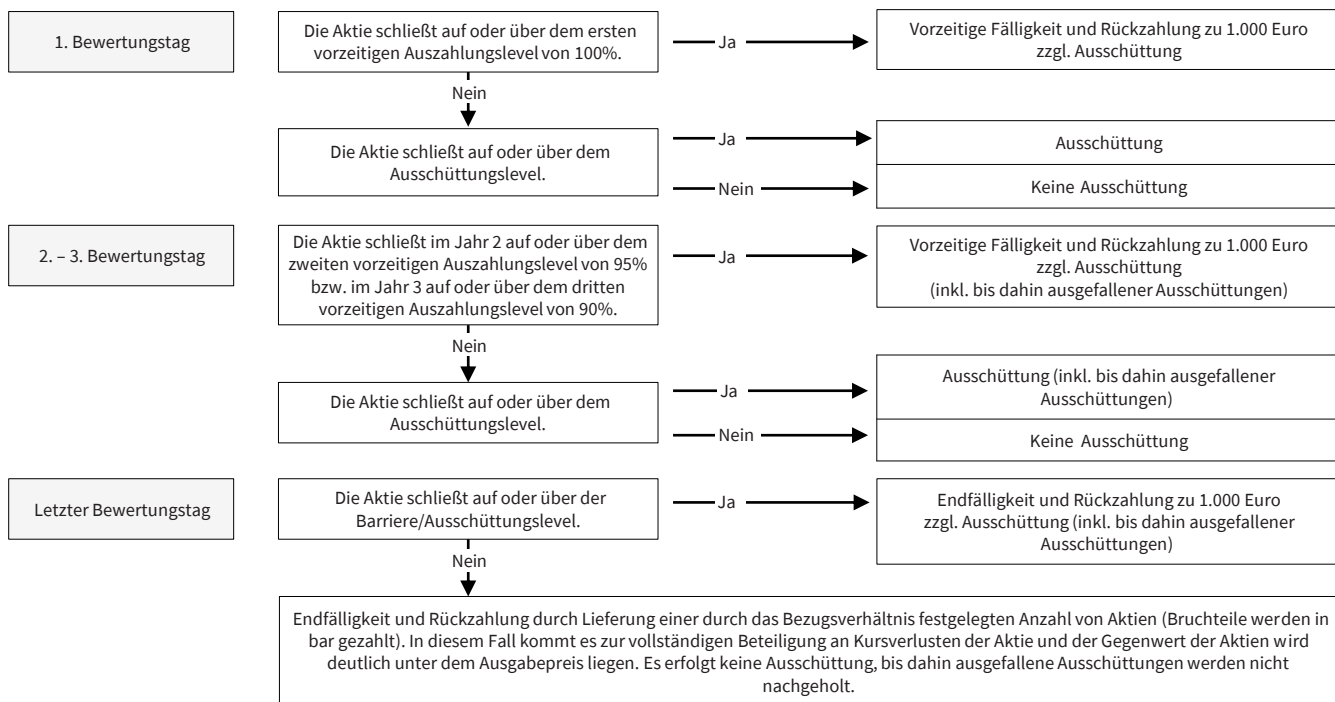 1. Bewertungstag
Die Aktie schließt auf oder über dem ersten
vorzeitigen Auszahlungslevel von 100%.
Ja
Vorzeitige Fälligkeit und Rückzahlung zu 1.000 Euro
zzgl. Ausschüttung
Nein
Die Aktie schließt auf oder über dem
Ausschüttungslevel.
Ja
Ausschüttung
Nein
Keine Ausschüttung
2. – 3. Bewertungstag
Die Aktie schließt im Jahr 2 auf oder über dem
zweiten vorzeitigen Auszahlungslevel von 95%
bzw. im Jahr 3 auf oder über dem dritten
vorzeitigen Auszahlungslevel von 90%.
Ja
Vorzeitige Fälligkeit und Rückzahlung zu 1.000 Euro
zzgl. Ausschüttung
(inkl. bis dahin ausgefallener Ausschüttungen)
Nein
Die Aktie schließt auf oder über dem
Ausschüttungslevel.
Ja
Ausschüttung (inkl. bis dahin ausgefallener
Ausschüttungen)
Nein
Keine Ausschüttung
Letzter Bewertungstag
Die Aktie schließt auf oder über der
Barriere/Ausschüttungslevel.
Ja
Endfälligkeit und Rückzahlung zu 1.000 Euro
zzgl. Ausschüttung (inkl. bis dahin ausgefallener
Ausschüttungen)
Nein
Endfälligkeit und Rückzahlung durch Lieferung einer durch das Bezugsverhältnis festgelegten Anzahl von Aktien (Bruchteile werden in
bar gezahlt). In diesem Fall kommt es zur vollständigen Beteiligung an Kursverlusten der Aktie und der Gegenwert der Aktien wird
deutlich unter dem Ausgabepreis liegen. Es erfolgt keine Ausschüttung, bis dahin ausgefallene Ausschüttungen werden nicht
nachgeholt.